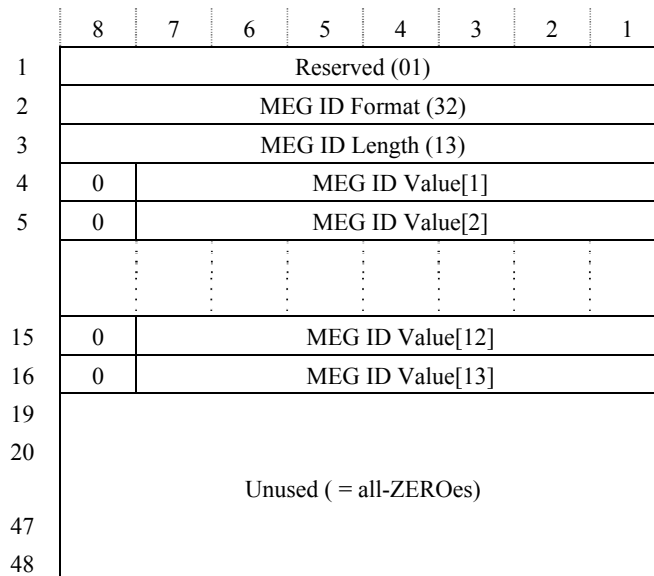 8 7 6 5 4 3 2 1
1 Reserved (01)
2 MEG ID Format (32)
3 MEG ID Length (13)
4 0 MEG ID Value[1]
5 0 MEG ID Value[2]
15 0 MEG ID Value[12]
16 0 MEG ID Value[13]
19
20
Unused ( = all-ZEROes)
47
48